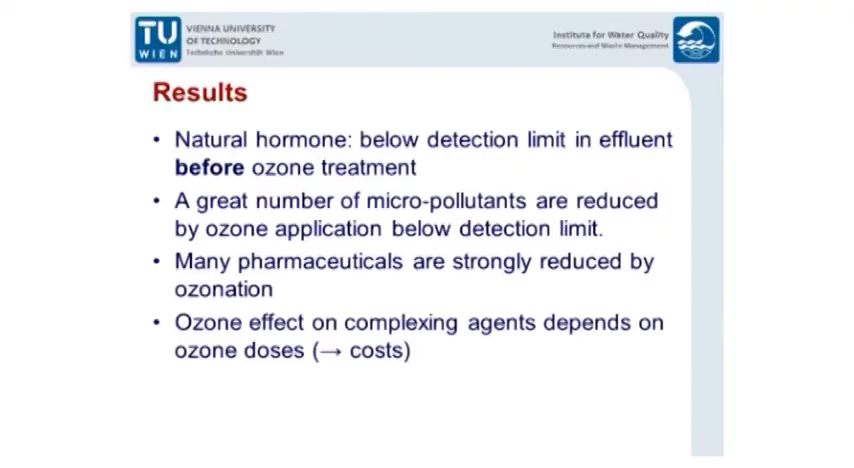 TU
WIEN
VIENNA UNIVERSITY
OF TECHNOLOGY
Technische Universität Wien
Institute for Water Quality
Resources and Waste Management
Results
• Natural hormone: below detection limit in effluent
before ozone treatment
• A great number of micro-pollutants are reduced
by ozone application below detection limit.
• Many pharmaceuticals are strongly reduced by
ozonation
• Ozone effect on complexing agents depends on
ozone doses (→ costs)